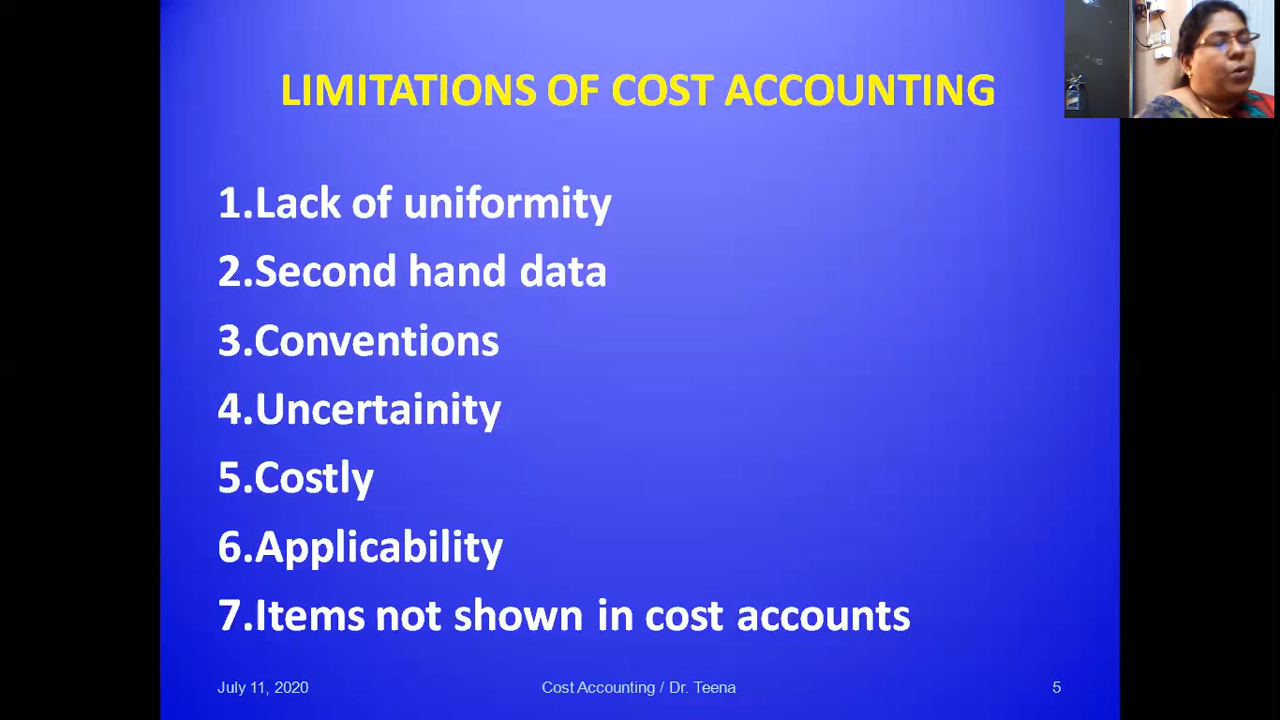 LIMITATIONS OF COST ACCOUNTING
1.Lack of uniformity
2.Second hand data
3.Conventions
4.Uncertainity
5.Costly
6.Applicability
7.Items not shown in cost accounts
July 11, 2020 Cost Accounting / Dr. Teena 5